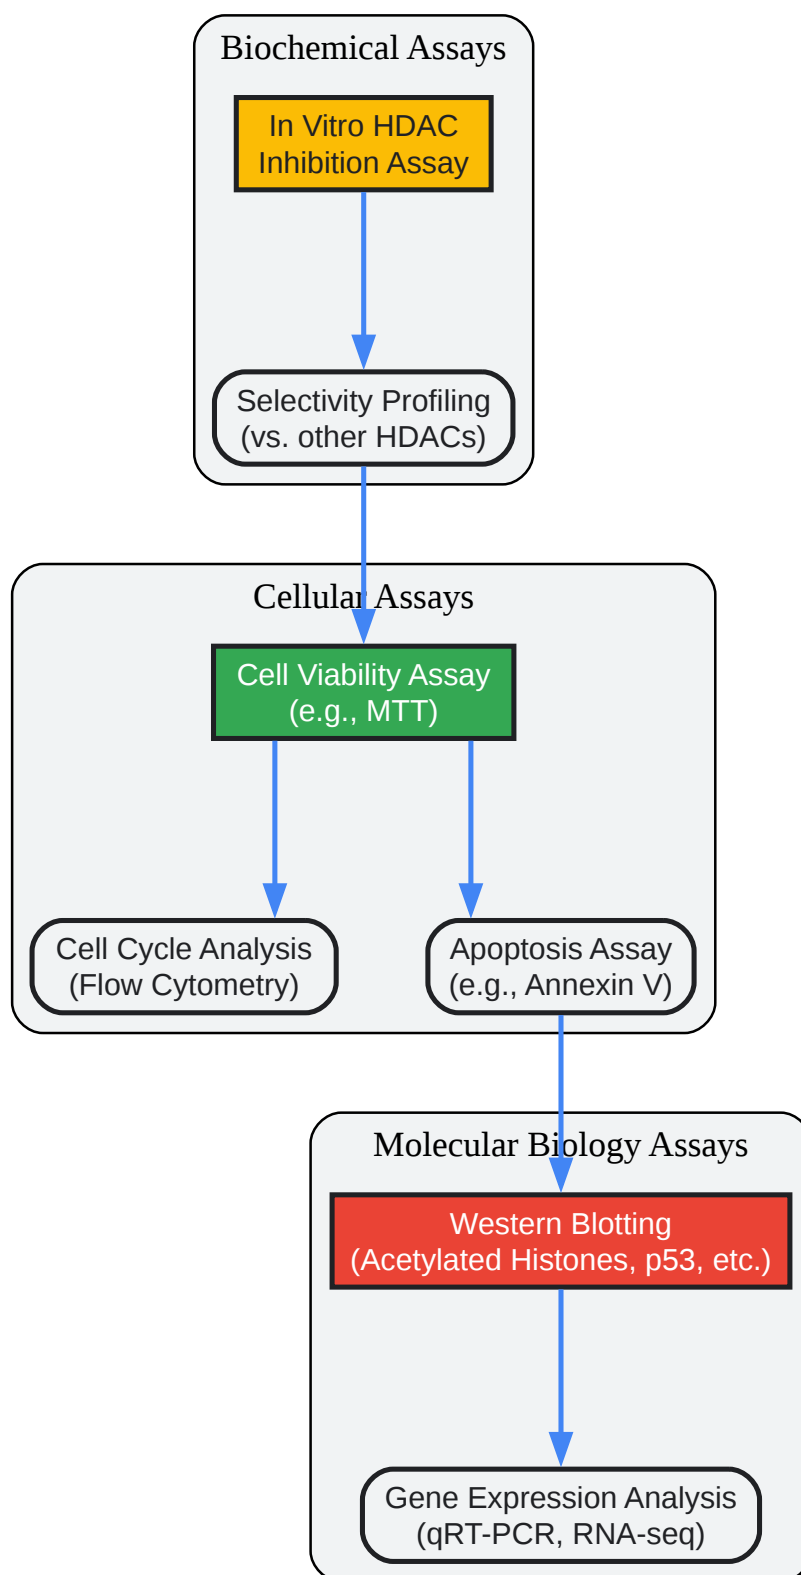 Biochemical Assays
In Vitro HDAC
Inhibition Assay
Selectivity Profiling
(vs. other HDACs)
Cellular Assays
Cell Viability Assay
(e.g., MTT)
Cell Cycle Analysis
(Flow Cytometry)
Apoptosis Assay
(e.g., Annexin V)
Molecular Biology Assays
Western Blotting
(Acetylated Histones, p53, etc.)
Gene Expression Analysis
(qRT-PCR, RNA-seq)